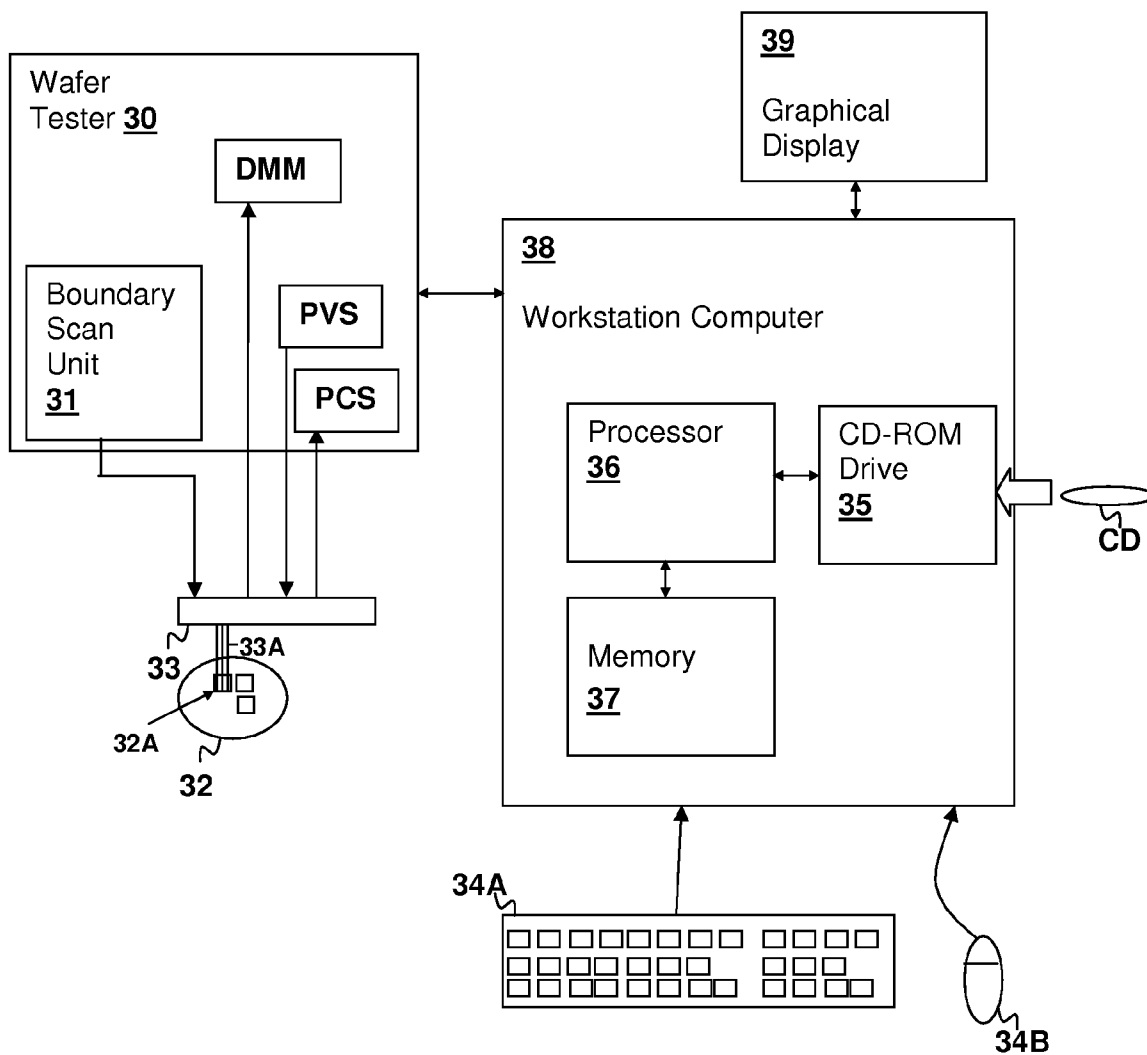 Wafer
Tester 30
DMM
Boundary
Scan
Unit
31
PVS
PCS
33
33A
32A
32
39
Graphical
Display
38
Workstation Computer
Processor
36
CD-ROM
Drive
35
CD
Memory
37
34A
34B